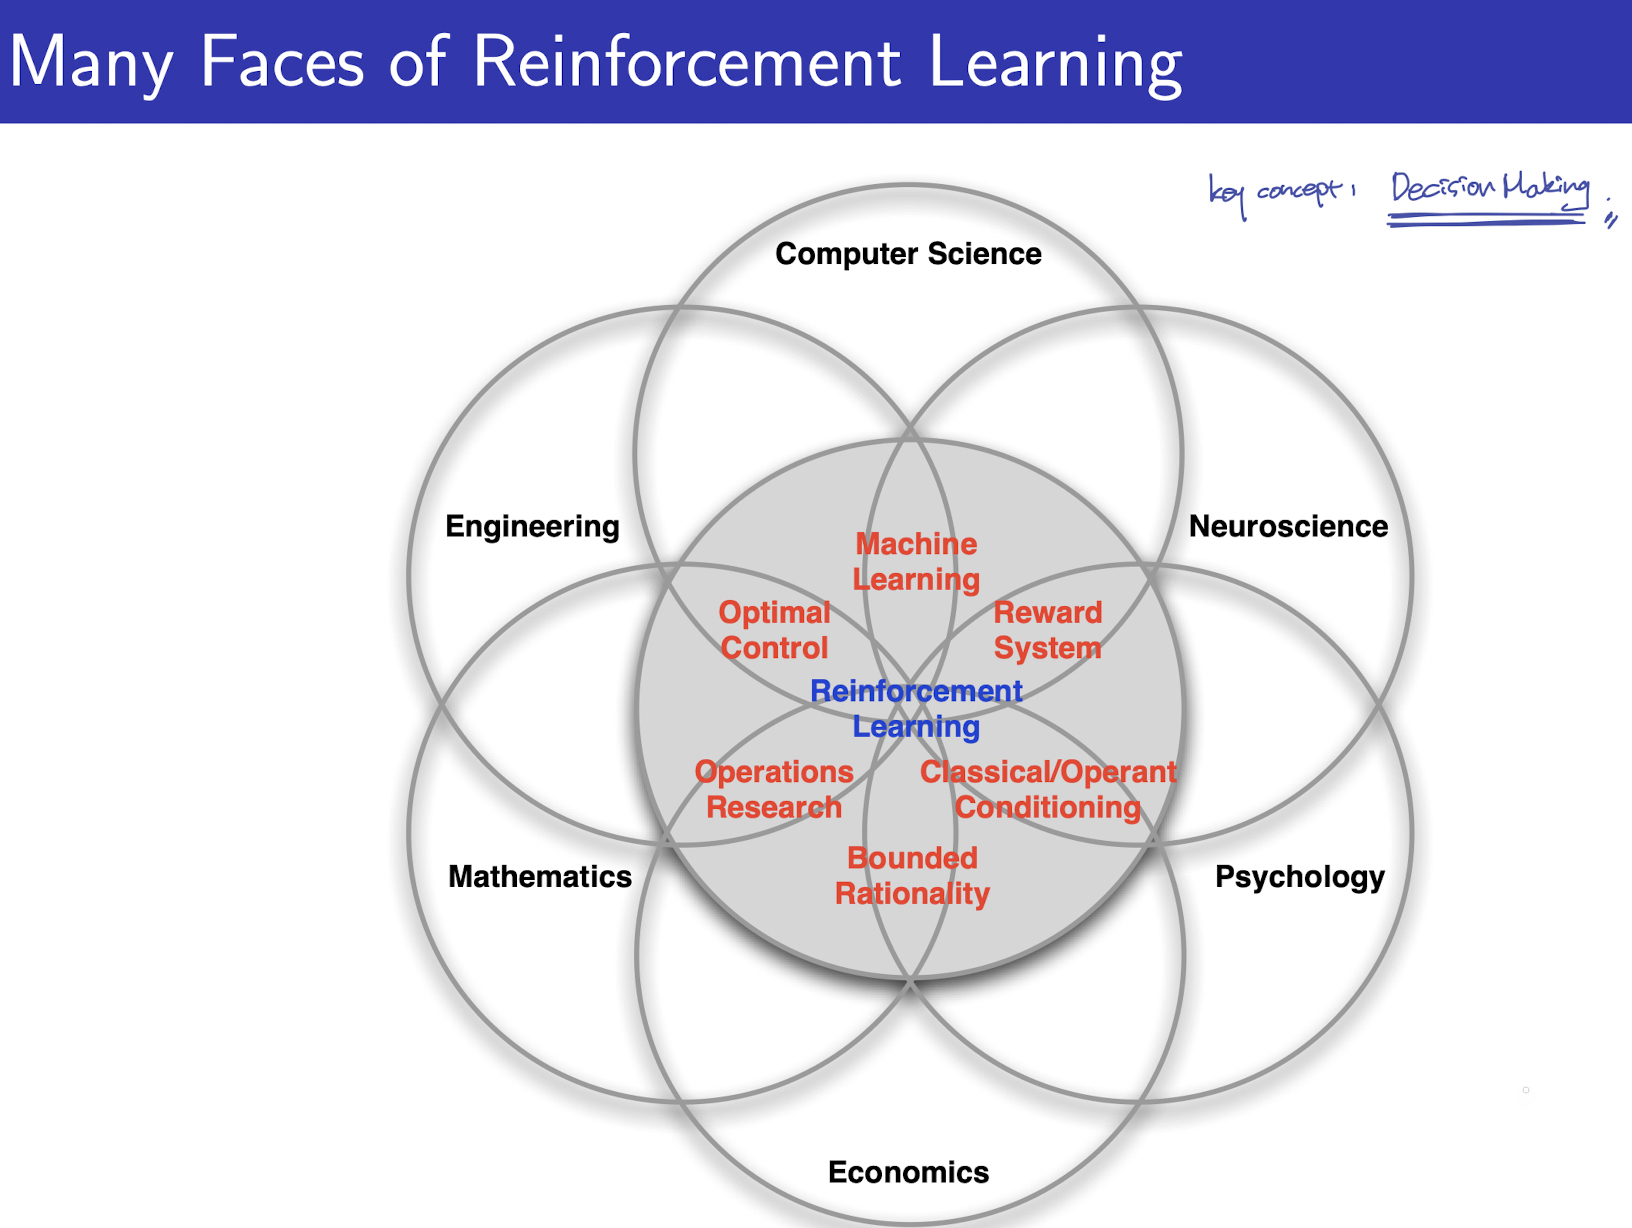 Many Faces of Reinforcement Learning
key concept: Decision Making.
Computer Science
Engineering
Neuroscience
Machine
Learning
Optimal
Control
Reward
System
Reinforcement
Learning
Operations
Research
Classical/Operant
Conditioning
Bounded
Rationality
Mathematics
Psychology
Economics